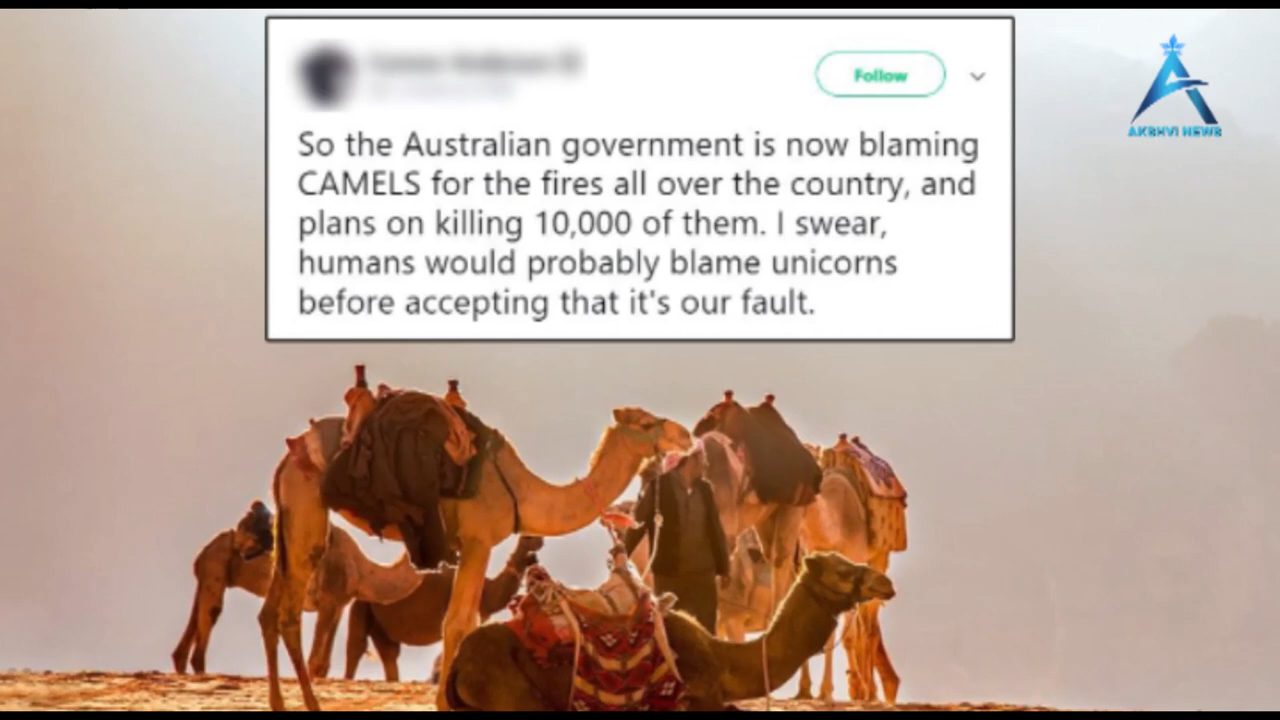 Follow
So the Australian government is now blaming
CAMELS for the fires all over the country, and
plans on killing 10,000 of them. I swear,
humans would probably blame unicorns
before accepting that it's our fault.
AKSHVI NEWS